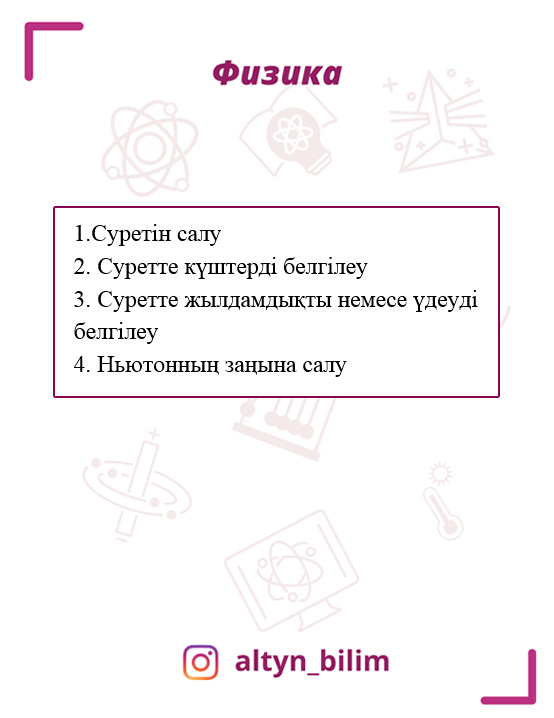 Физика
1.Суретін салу
2. Суретте күштерді белгілеу
3. Суретте жылдамдықты немесе үдеуді
белгілеу
4. Ньютонның заңына салу
altyn_bilim